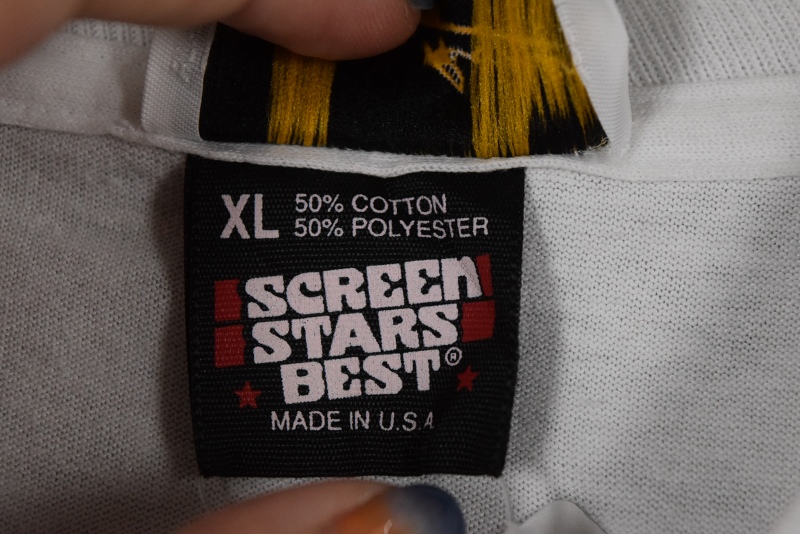 XL 50% COTTON
50% POLYESTER
SCREEN
STARS
BEST®
MADE IN U.S.A